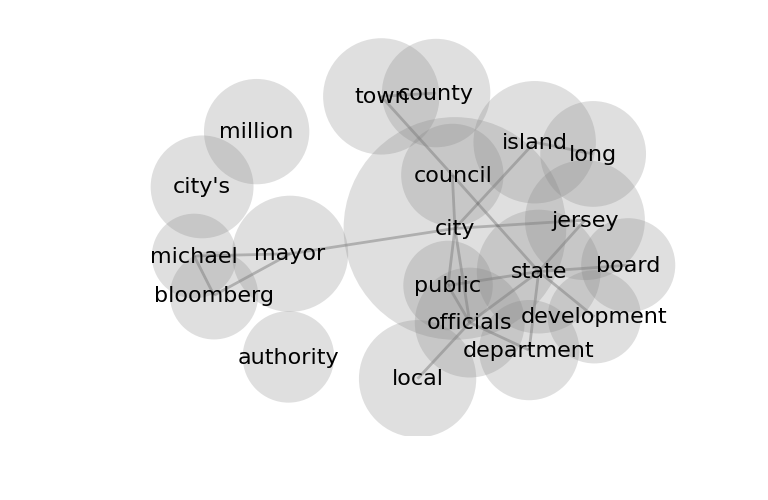 town
county
million
island
long
council
city's
jersey
city
mayor
michael
board
state
public
bloomberg
development
officials
department
authority
local